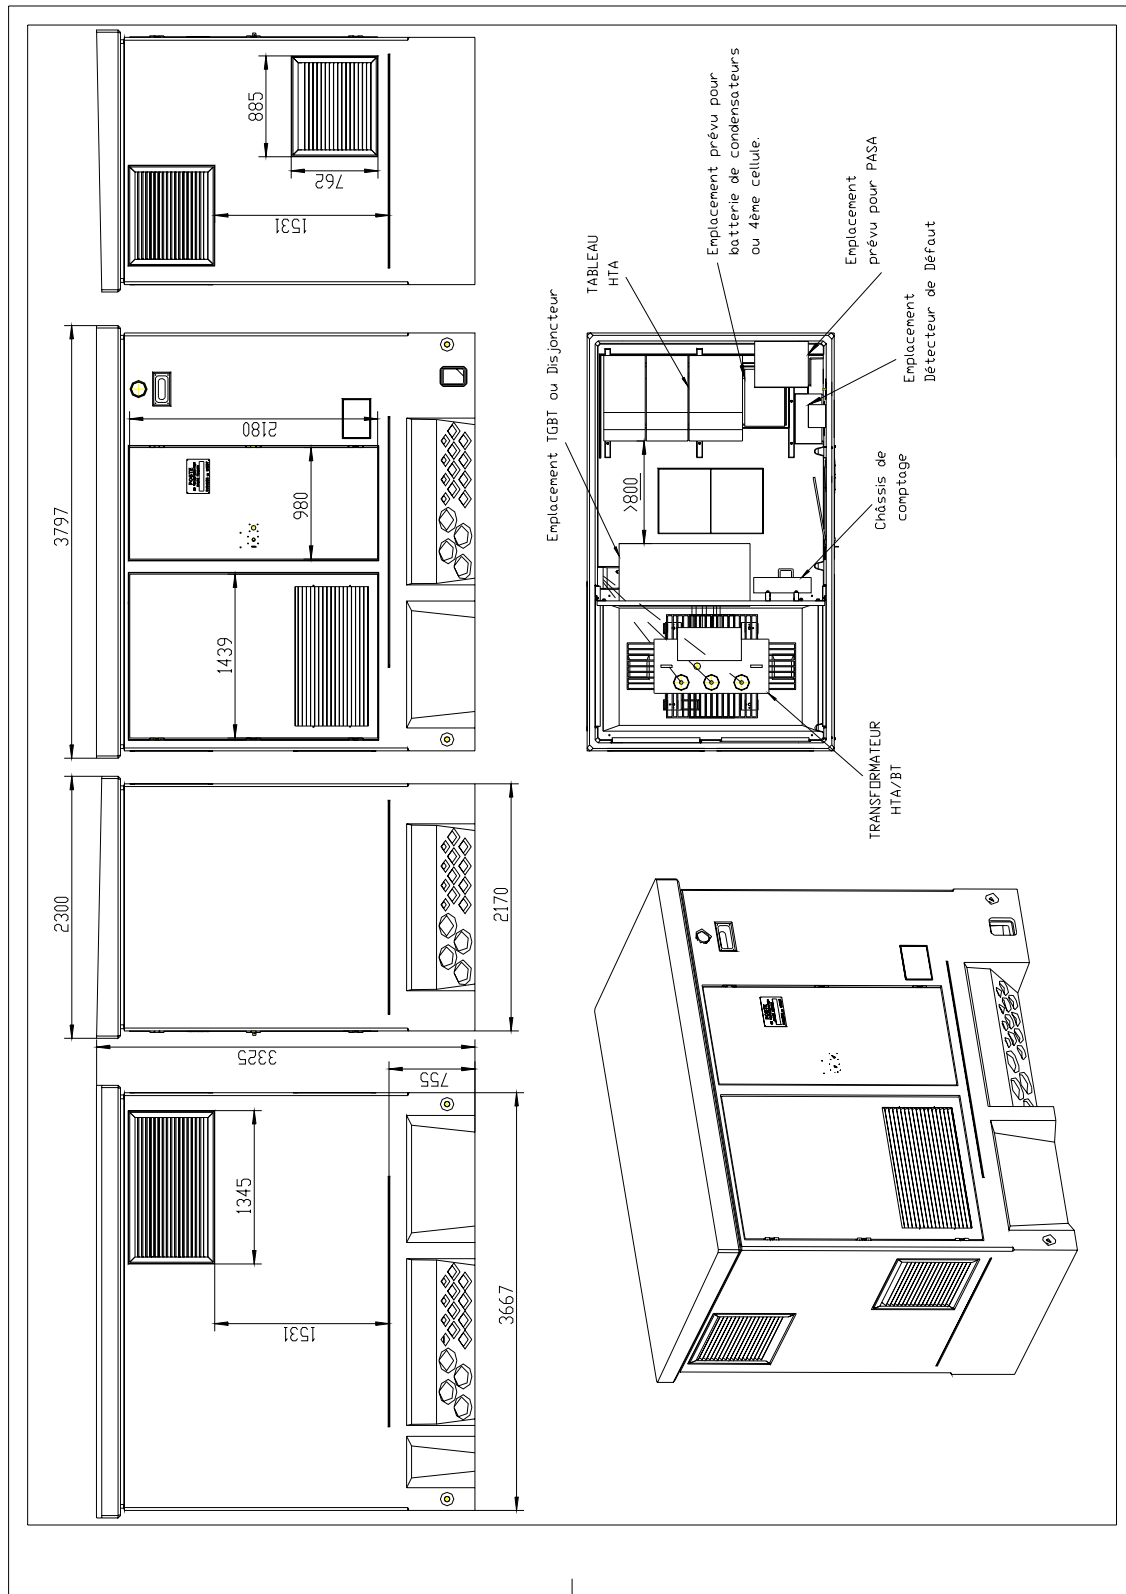 885
762
1531
3797
2180
980
1439
2300
2170
3325
755
1345
1531
3667
Emplacement TGBT ou Disjoncteur
TABLEAU
HTA
Emplacement prévu pour
batterie de condensateurs
ou 4ème cellule.
Emplacement
prévu pour PASA
Emplacement
Détecteur de Défaut
>800
Châssis de
comptage
TRANSFORMATEUR
HTA/BT
POSTE